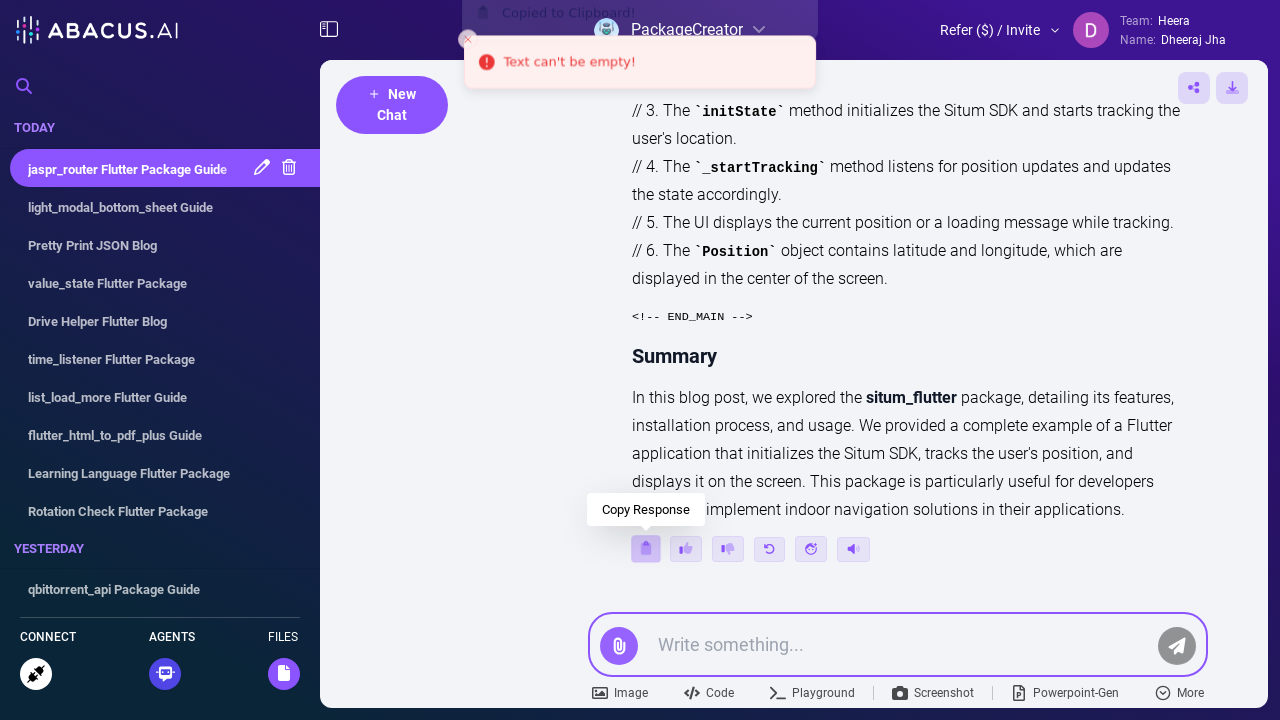 ABACUS.AI
Copied to Clipboard!
PackageCreator
Refer ($) / Invite
D
Team: Heera
Name: Dheeraj Jha
Text can't be empty!
TODAY
jaspr_router Flutter Package Guide
light_modal_bottom_sheet Guide
Pretty Print JSON Blog
value_state Flutter Package
Drive Helper Flutter Blog
time_listener Flutter Package
list_load_more Flutter Guide
flutter_html_to_pdf_plus Guide
Learning Language Flutter Package
Rotation Check Flutter Package
YESTERDAY
qbittorrent_api Package Guide
CONNECT
AGENTS
FILES
+ New
Chat
// 3. The `initState` method initializes the Situm SDK and starts tracking the
user's location.
// 4. The `_startTracking` method listens for position updates and updates
the state accordingly.
// 5. The UI displays the current position or a loading message while tracking.
// 6. The `Position` object contains latitude and longitude, which are
displayed in the center of the screen.
<!-- END_MAIN -->
Summary
In this blog post, we explored the situm_flutter package, detailing its features,
installation process, and usage. We provided a complete example of a Flutter
application that initializes the Situm SDK, tracks the user's position, and
displays it on the screen. This package is particularly useful for developers
implement indoor navigation solutions in their applications.
Copy Response
Write something...
Image
Code
Playground
Screenshot
Powerpoint-Gen
More